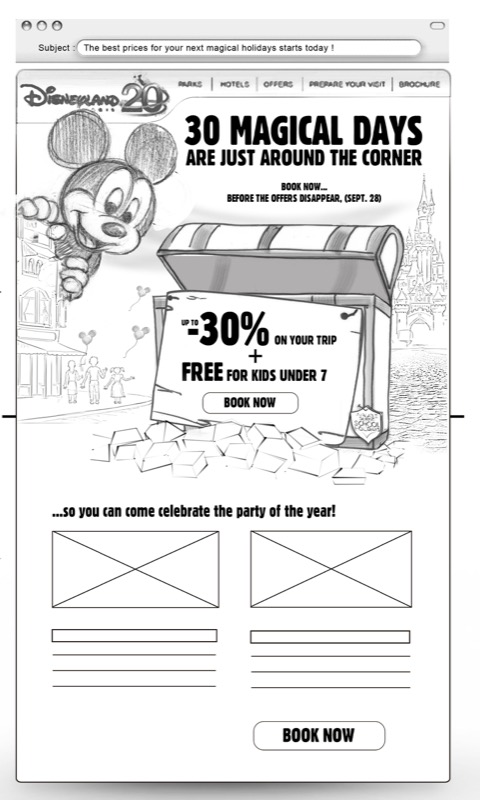 Subject : The best prices for your next magical holidays starts today !
DISNEYLAND 20
PARKS | HOTELS | OFFERS | PREPARE YOUR VISIT | BROCHURE
30 MAGICAL DAYS
ARE JUST AROUND THE CORNER
BOOK NOW...
BEFORE THE OFFERS DISAPPEAR, (SEPT. 28)
UP TO -30% ON YOUR TRIP
+
FREE FOR KIDS UNDER 7
BOOK NOW
...so you can come celebrate the party of the year!
BOOK NOW